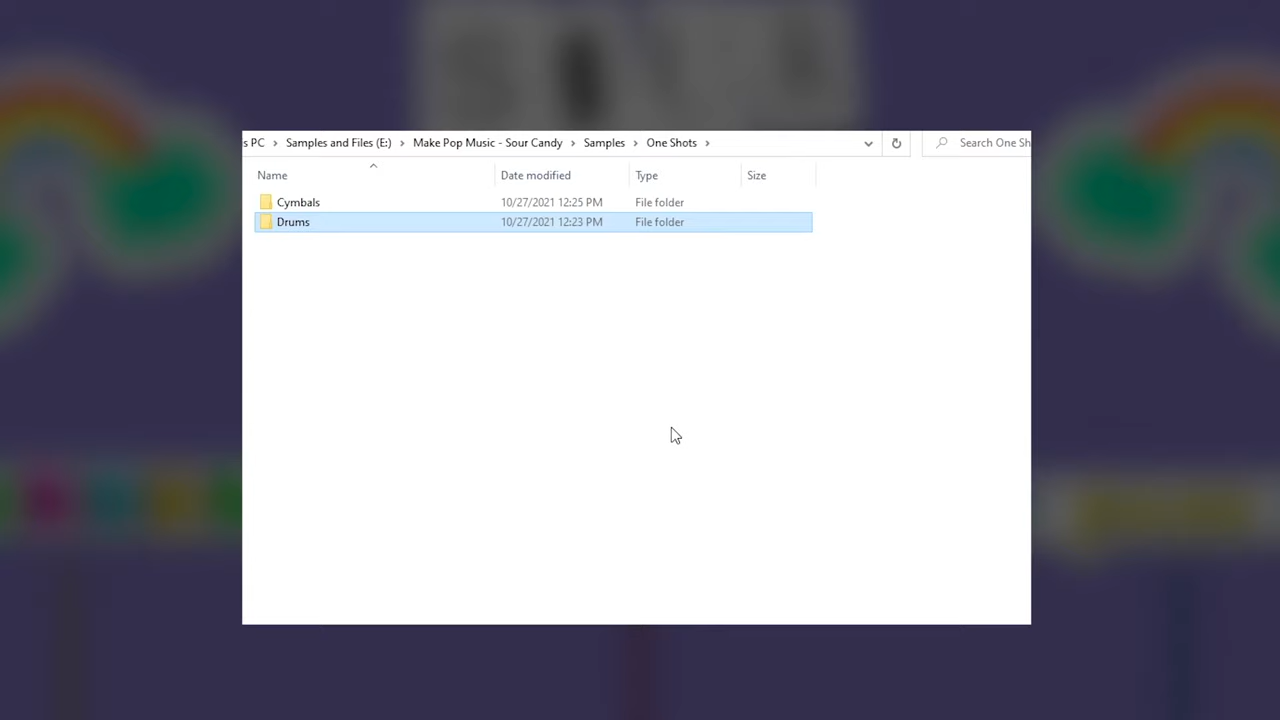 s PC > Samples and Files (E:) > Make Pop Music - Sour Candy > Samples > One Shots > Search One Sh
Name Date modified Type Size
Cymbals 10/27/2021 12:25 PM File folder
Drums 10/27/2021 12:23 PM File folder